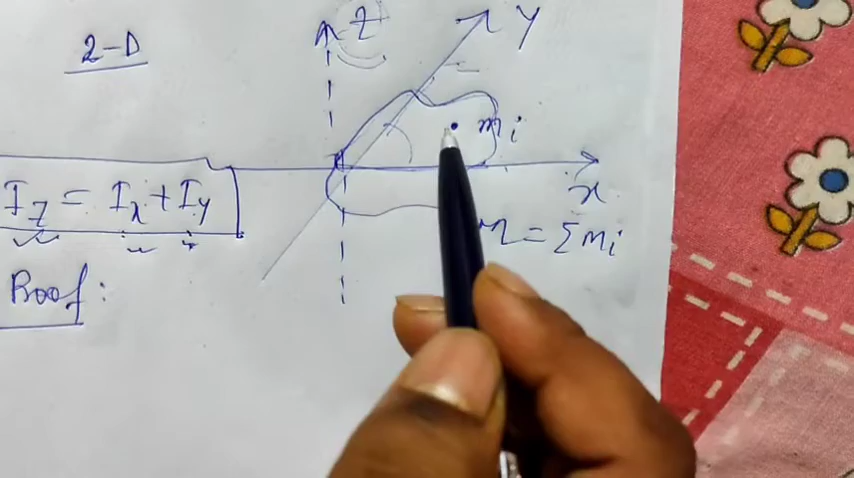 2-D
Z
Y
mi
x
Iz = Ix + Iy
= Σmi
Proof: